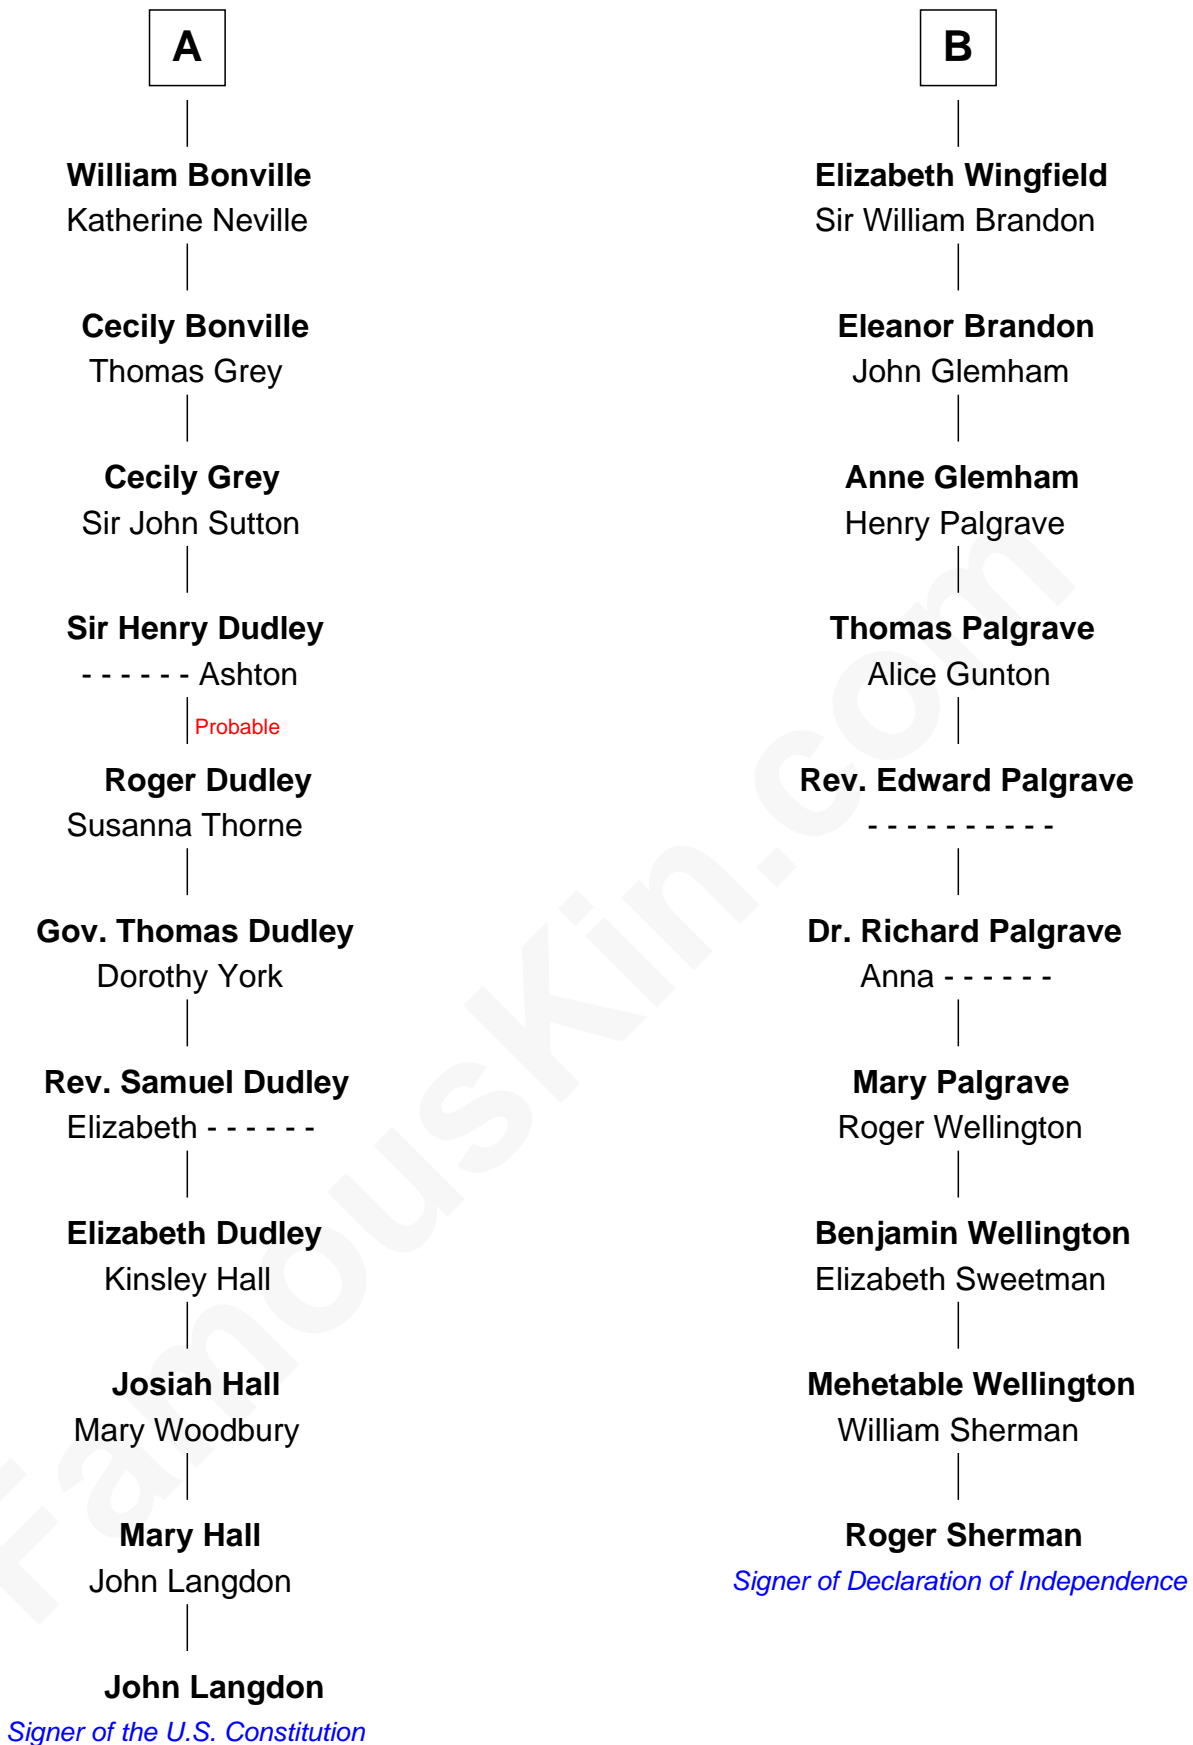 A
William Bonville
Katherine Neville
Cecily Bonville
Thomas Grey
Cecily Grey
Sir John Sutton
Sir Henry Dudley
- - - - - - Ashton
Probable
Roger Dudley
Susanna Thorne
Gov. Thomas Dudley
Dorothy York
Rev. Samuel Dudley
Elizabeth - - - - - -
Elizabeth Dudley
Kinsley Hall
Josiah Hall
Mary Woodbury
Mary Hall
John Langdon
John Langdon
Signer of the U.S. Constitution
B
Elizabeth Wingfield
Sir William Brandon
Eleanor Brandon
John Glemham
Anne Glemham
Henry Palgrave
Thomas Palgrave
Alice Gunton
Rev. Edward Palgrave
- - - - - - - - - -
Dr. Richard Palgrave
Anna - - - - - -
Mary Palgrave
Roger Wellington
Benjamin Wellington
Elizabeth Sweetman
Mehetable Wellington
William Sherman
Roger Sherman
Signer of Declaration of Independence
FamousKin.com